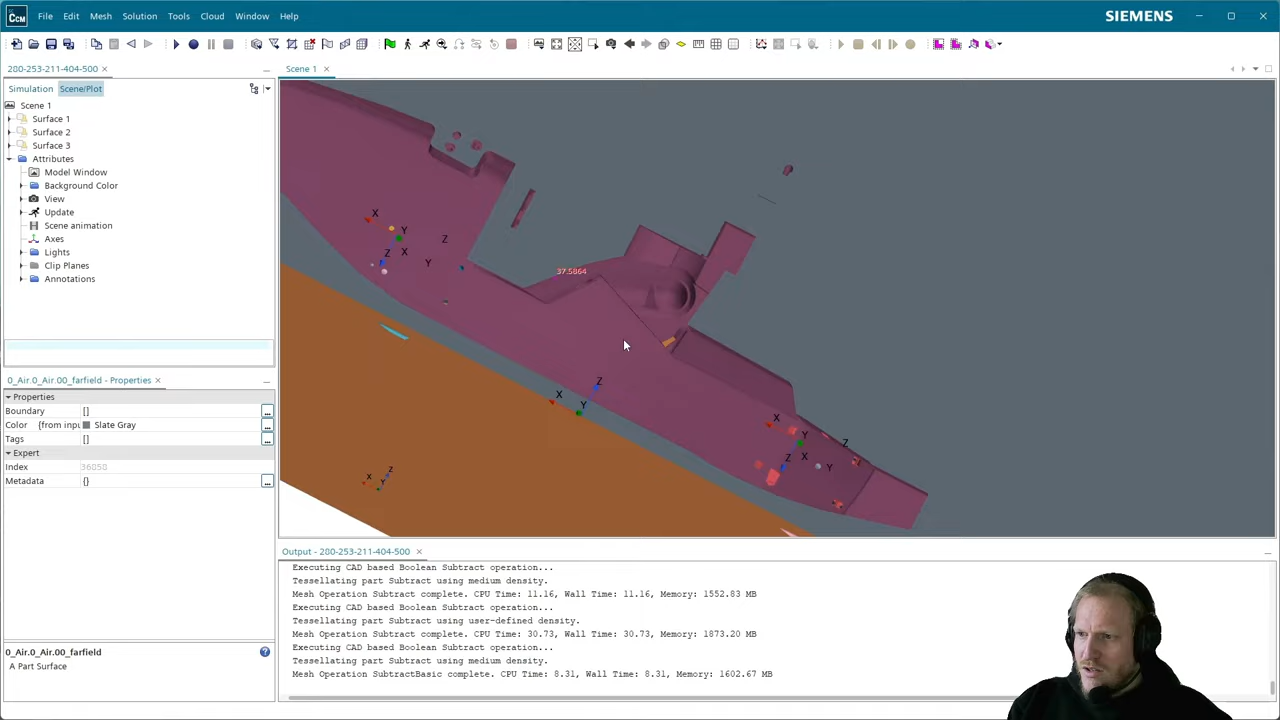 CCM
File Edit Mesh Solution Tools Cloud Window Help
SIEMENS
280-253-211-404-500
Scene 1
Simulation Scene/Plot
Scene 1
Surface 1
Surface 2
Surface 3
Attributes
Model Window
Background Color
View
Update
Scene animation
Axes
Lights
Clip Planes
Annotations
0_Air.0_Air.00_farfield - Properties
Properties
Boundary []
Color {from inpu Slate Gray
Tags []
Expert
Index 36858
Metadata {}
0_Air.0_Air.00_farfield
A Part Surface
X
Y
Z
Z
X
Y
37.5864
Z
X
Y
X
Y
Z
Z
X
Y
X
Z
Y
Output - 280-253-211-404-500
Executing CAD based Boolean Subtract operation...
Tessellating part Subtract using medium density.
Mesh Operation Subtract complete. CPU Time: 11.16, Wall Time: 11.16, Memory: 1552.83 MB
Executing CAD based Boolean Subtract operation...
Tessellating part Subtract using user-defined density.
Mesh Operation Subtract complete. CPU Time: 30.73, Wall Time: 30.73, Memory: 1873.20 MB
Executing CAD based Boolean Subtract operation...
Tessellating part Subtract using medium density.
Mesh Operation SubtractBasic complete. CPU Time: 8.31, Wall Time: 8.31, Memory: 1602.67 MB